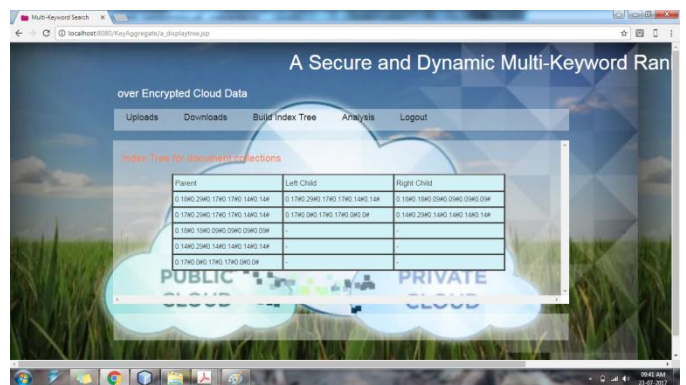 Multi-Keyword Search
localhost:8080/KeyAggregate/a_displaytree.jsp
A Secure and Dynamic Multi-Keyword Ran
over Encrypted Cloud Data
Uploads Downloads Build Index Tree Analysis Logout
Index Tree for document collections
Parent Left Child Right Child
0.18#0.29#0.17#0.17#0.14#0.14# 0.17#0.29#0.17#0.17#0.14#0.14# 0.18#0.18#0.09#0.09#0.09#0.09#
0.17#0.29#0.17#0.17#0.14#0.14# 0.17#0.0#0.17#0.17#0.0#0.0# 0.14#0.29#0.14#0.14#0.14#0.14#
0.18#0.18#0.09#0.09#0.09#0.09# - -
0.14#0.29#0.14#0.14#0.14#0.14# - -
0.17#0.0#0.17#0.17#0.0#0.0# - -
PUBLIC PRIVATE
CLOUD CLOUD
09:41 AM
21-07-2017